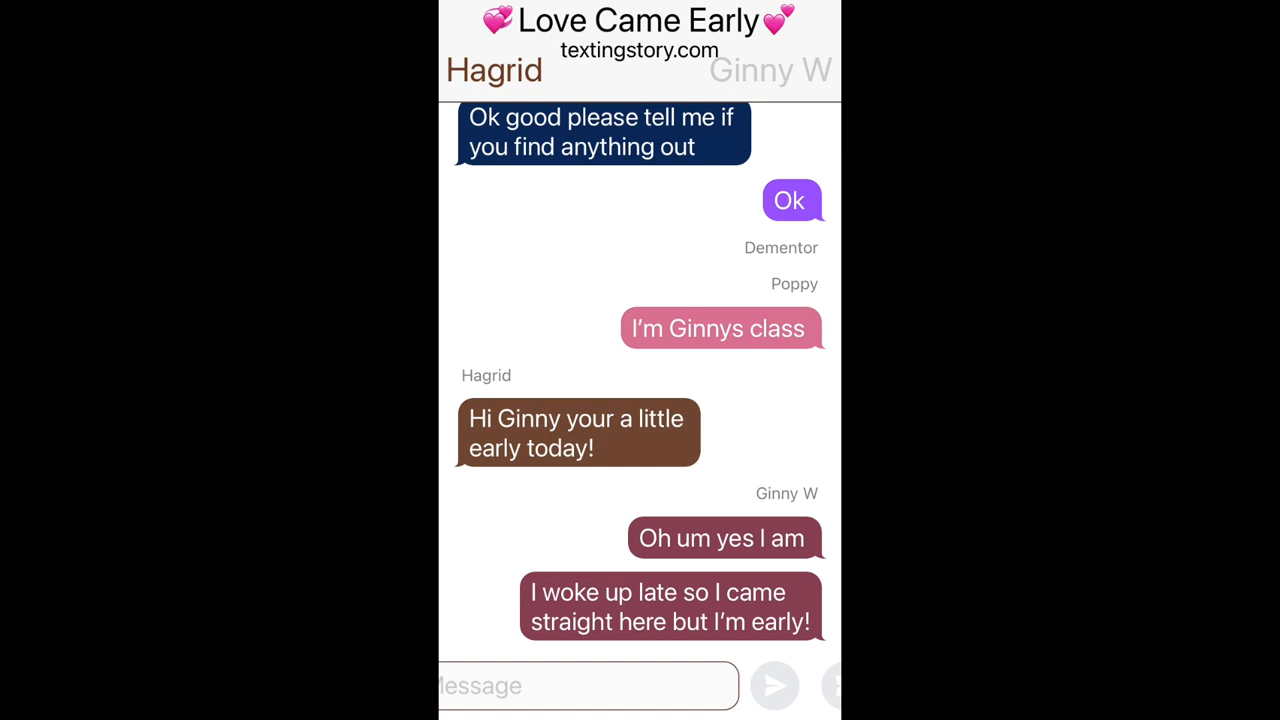 💞Love Came Early💕
textingstory.com
Hagrid
Ginny W
Ok good please tell me if
you find anything out
Ok
Dementor
Poppy
I’m Ginnys class
Hagrid
Hi Ginny your a little
early today!
Ginny W
Oh um yes I am
I woke up late so I came
straight here but I’m early!
Message